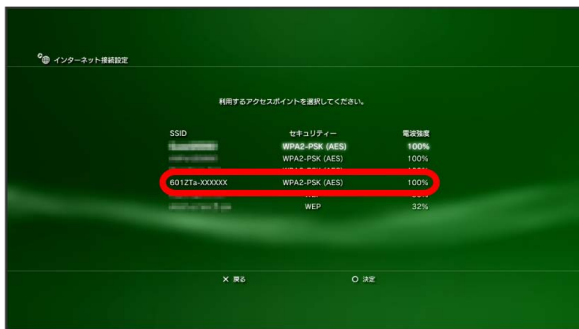 インターネット接続設定
利用するアクセスポイントを選択してください。
SSID セキュリティー 電波強度
WPA2-PSK (AES) 100%
WPA2-PSK (AES) 100%
601ZTa-XXXXXX WPA2-PSK (AES) 100%
WEP 32%
× 戻る ○ 決定